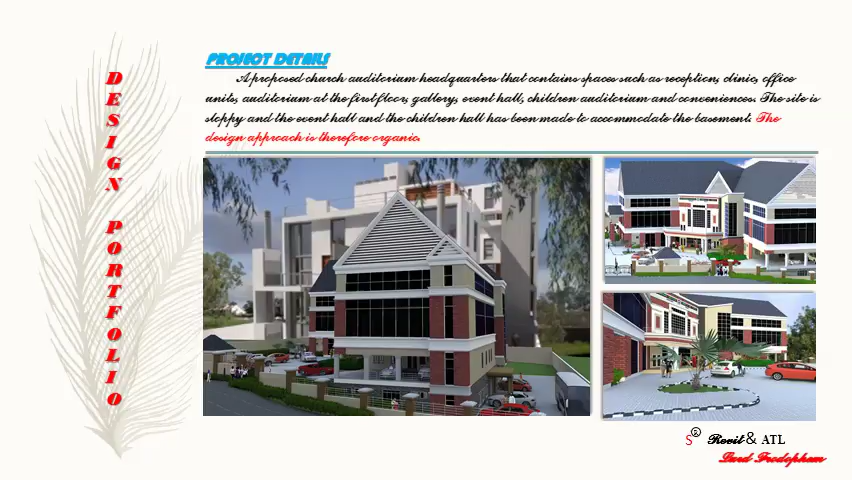 DESIGN PORTFOLIO
PROJECT DETAILS
A proposed church auditorium headquarters that contains spaces such as reception, clinic, office
units, auditorium at the first floor, gallery, event hall, children auditorium and conveniences. The site is
sloppy and the event hall and the children hall has been made to accommodate the basement. The
design approach is therefore organic.
S R Revit & ATL